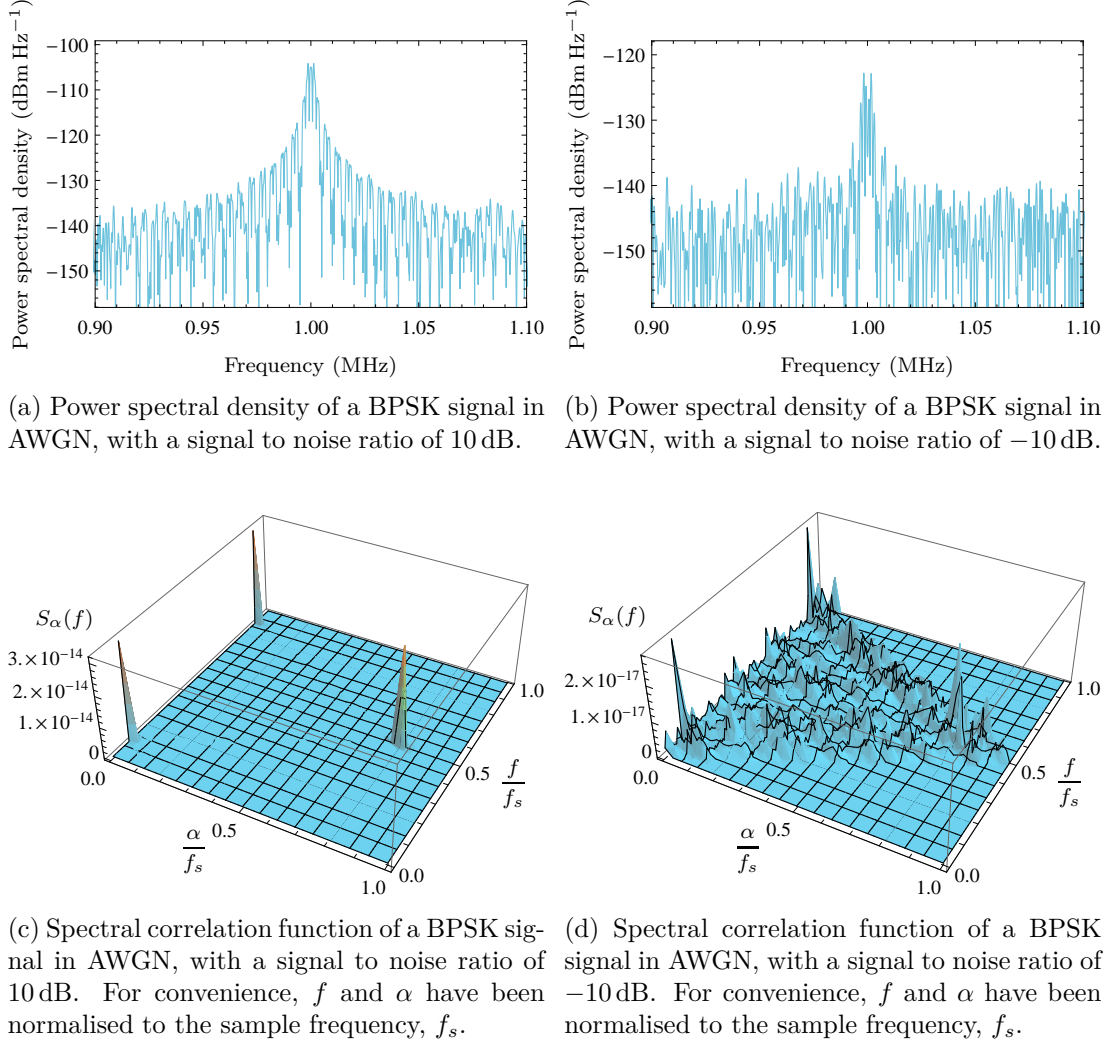 −100
−110
−120
−130
−140
−150
0.90 0.95 1.00 1.05 1.10
Frequency (MHz)
Power spectral density (dBm Hz⁻¹)
−120
−130
−140
−150
0.90 0.95 1.00 1.05 1.10
Frequency (MHz)
Power spectral density (dBm Hz⁻¹)
(a) Power spectral density of a BPSK signal in
AWGN, with a signal to noise ratio of 10 dB.
(b) Power spectral density of a BPSK signal in
AWGN, with a signal to noise ratio of −10 dB.
S_α(f)
3. × 10⁻¹⁴
2. × 10⁻¹⁴
1. × 10⁻¹⁴
0
0.0
0.5
1.0
α/f_s
0.0
0.5
1.0
f/f_s
S_α(f)
2. × 10⁻¹⁷
1. × 10⁻¹⁷
0
0.0
0.5
1.0
α/f_s
0.0
0.5
1.0
f/f_s
(c) Spectral correlation function of a BPSK sig-
nal in AWGN, with a signal to noise ratio of
10 dB. For convenience, f and α have been
normalised to the sample frequency, f_s.
(d) Spectral correlation function of a BPSK
signal in AWGN, with a signal to noise ratio of
−10 dB. For convenience, f and α have been
normalised to the sample frequency, f_s.